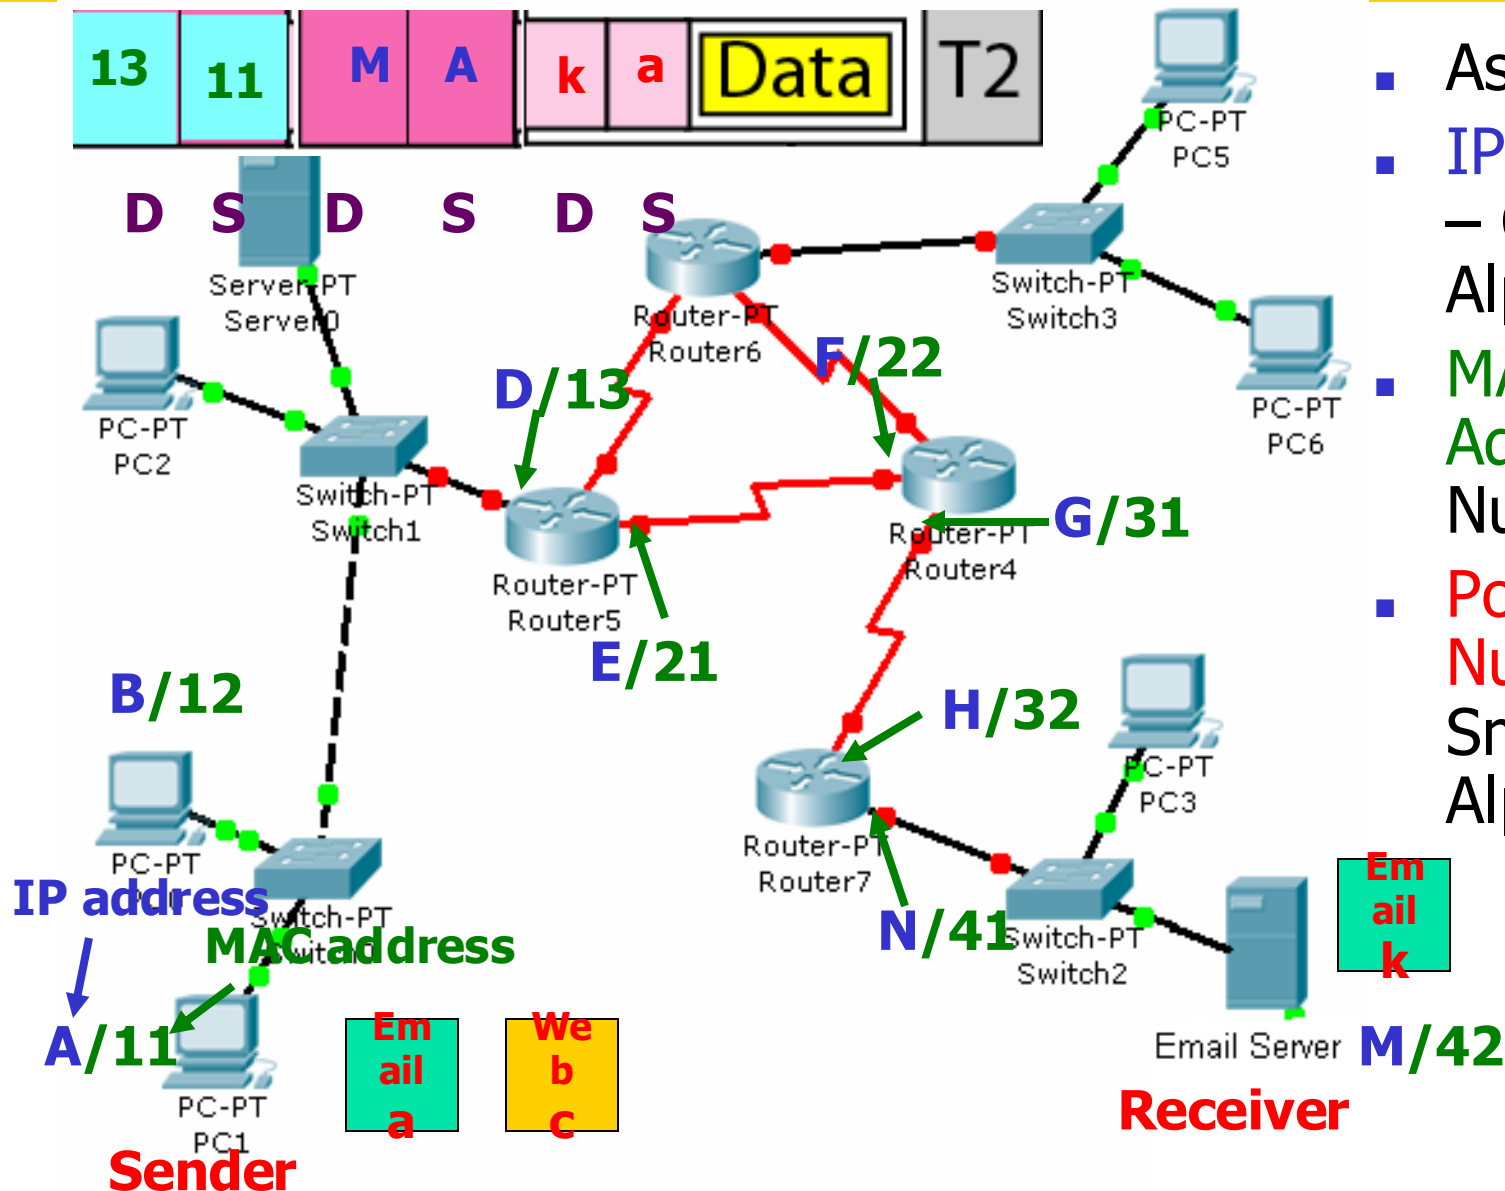 13 11 M A k a Data T2
D S D S D S
Server-PT
Server0
PC-PT
PC5
PC-PT
PC2
Switch-PT
Switch1
Router-PT
Router6
Switch-PT
Switch3
PC-PT
PC6
D/13
F/22
Router-PT
Router5
E/21
Router-PT
Router4
G/31
B/12
PC-PT
IP address
Switch-PT
MAC address
A/11
PC-PT
PC1
Sender
Em
ail
a
We
b
c
H/32
Router-PT
Router7
N/41
PC-PT
PC3
Switch-PT
Switch2
Email Server
M/42
Receiver
Em
ail
k
IP
–